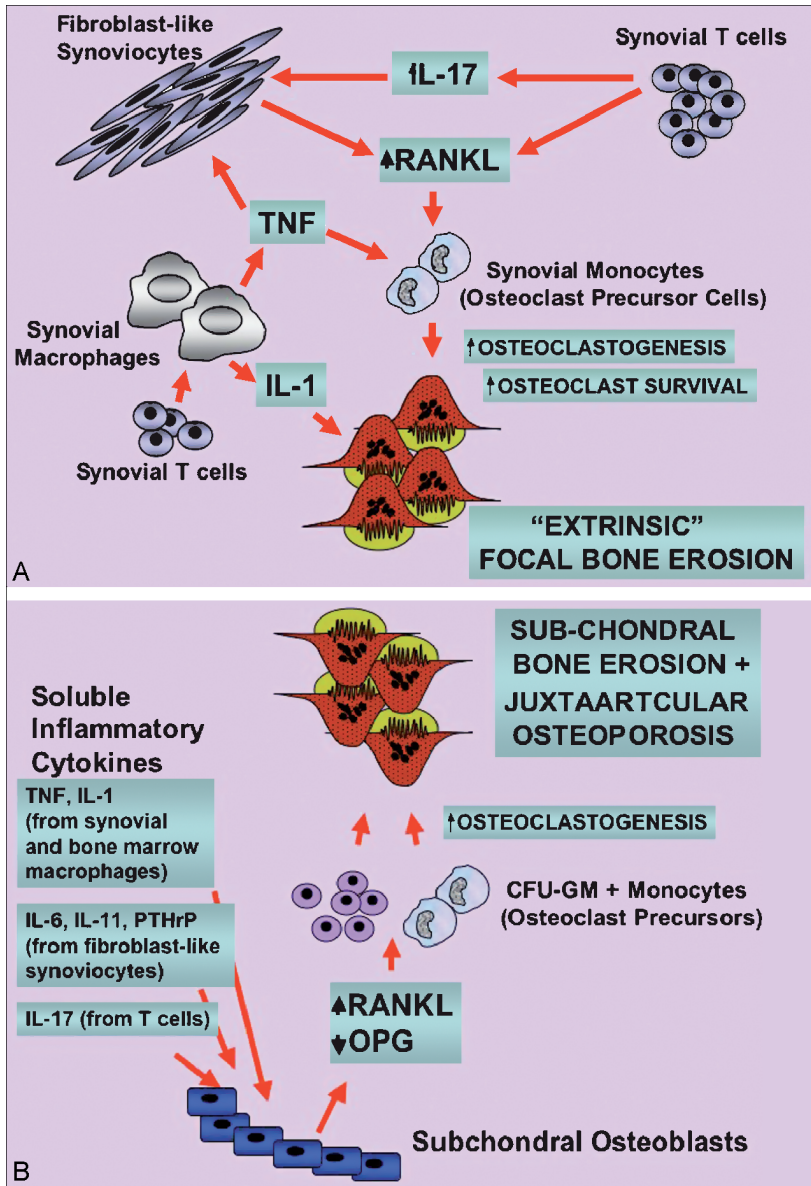 Fibroblast-like
Synoviocytes
Synovial T cells
↑IL-17
↑RANKL
TNF
Synovial Monocytes
(Osteoclast Precursor Cells)
Synovial
Macrophages
↑OSTEOCLASTOGENESIS
IL-1
↑OSTEOCLAST SURVIVAL
Synovial T cells
“EXTRINSIC”
FOCAL BONE EROSION
A
SUB-CHONDRAL
BONE EROSION +
JUXTAARTCULAR
OSTEOPOROSIS
Soluble
Inflammatory
Cytokines
TNF, IL-1
(from synovial
and bone marrow
macrophages)
↑OSTEOCLASTOGENESIS
CFU-GM + Monocytes
(Osteoclast Precursors)
IL-6, IL-11, PTHrP
(from fibroblast-like
synoviocytes)
IL-17 (from T cells)
↑RANKL
↓OPG
Subchondral Osteoblasts
B